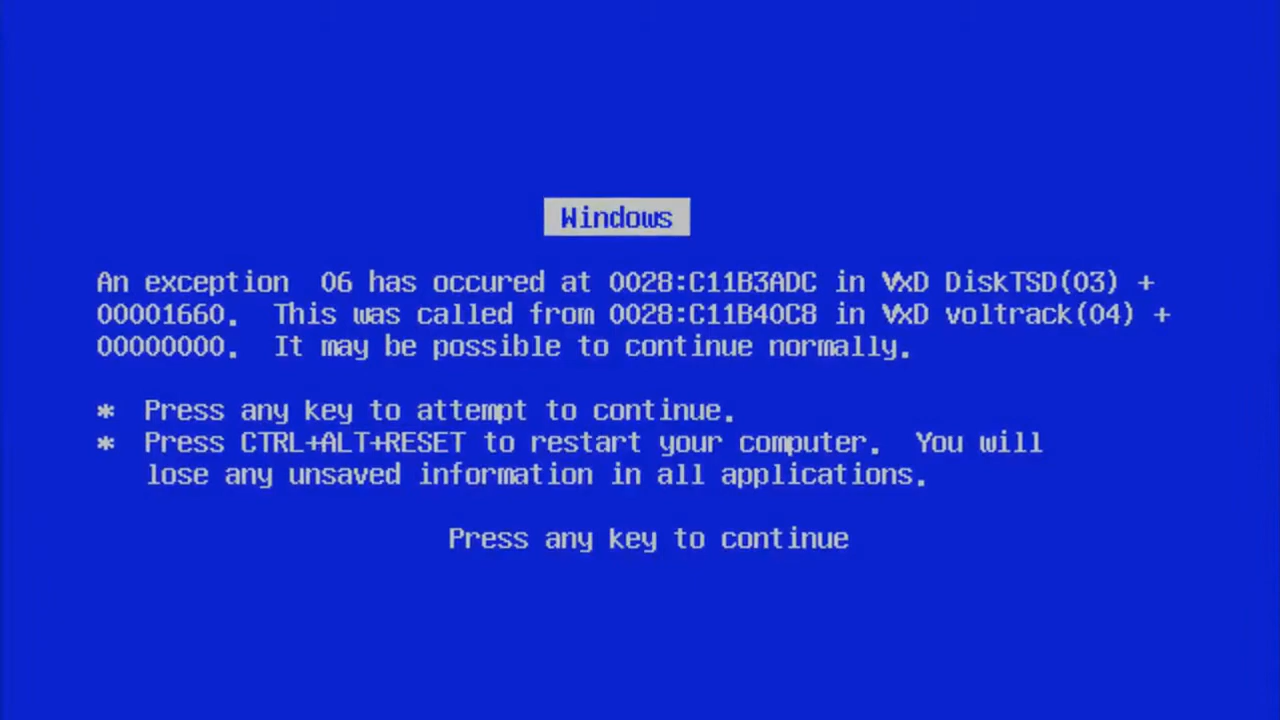 Windows
An exception  06 has occured at 0028:C11B3ADC in VxD DiskTSD(03) +
00001660.  This was called from 0028:C11B40C8 in VxD voltrack(04) +
00000000.  It may be possible to continue normally.
*  Press any key to attempt to continue.
*  Press CTRL+ALT+RESET to restart your computer.  You will
lose any unsaved information in all applications.
Press any key to continue